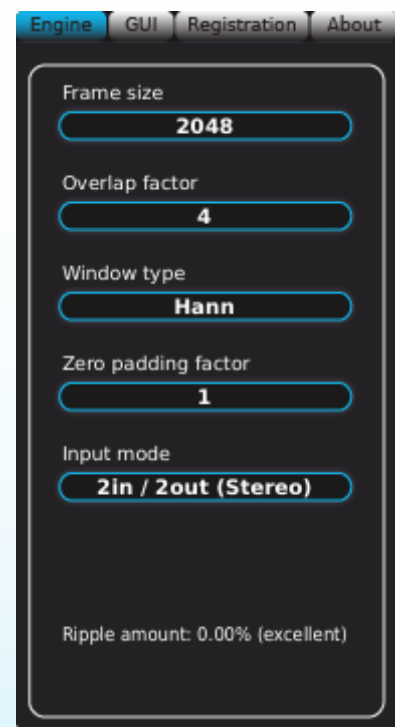 Engine GUI Registration About
Frame size
2048
Overlap factor
4
Window type
Hann
Zero padding factor
1
Input mode
2in / 2out (Stereo)
Ripple amount: 0.00% (excellent)